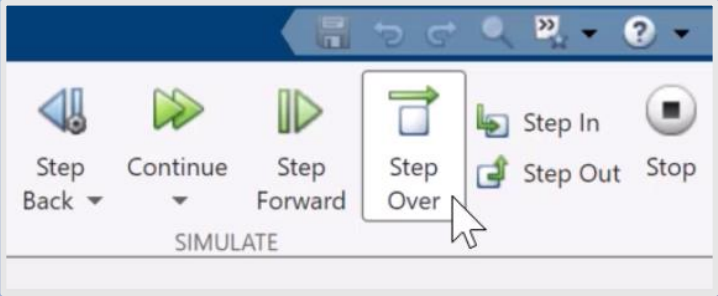 Step Back
Continue
Step Forward
Step Over
Step In
Step Out
Stop
SIMULATE